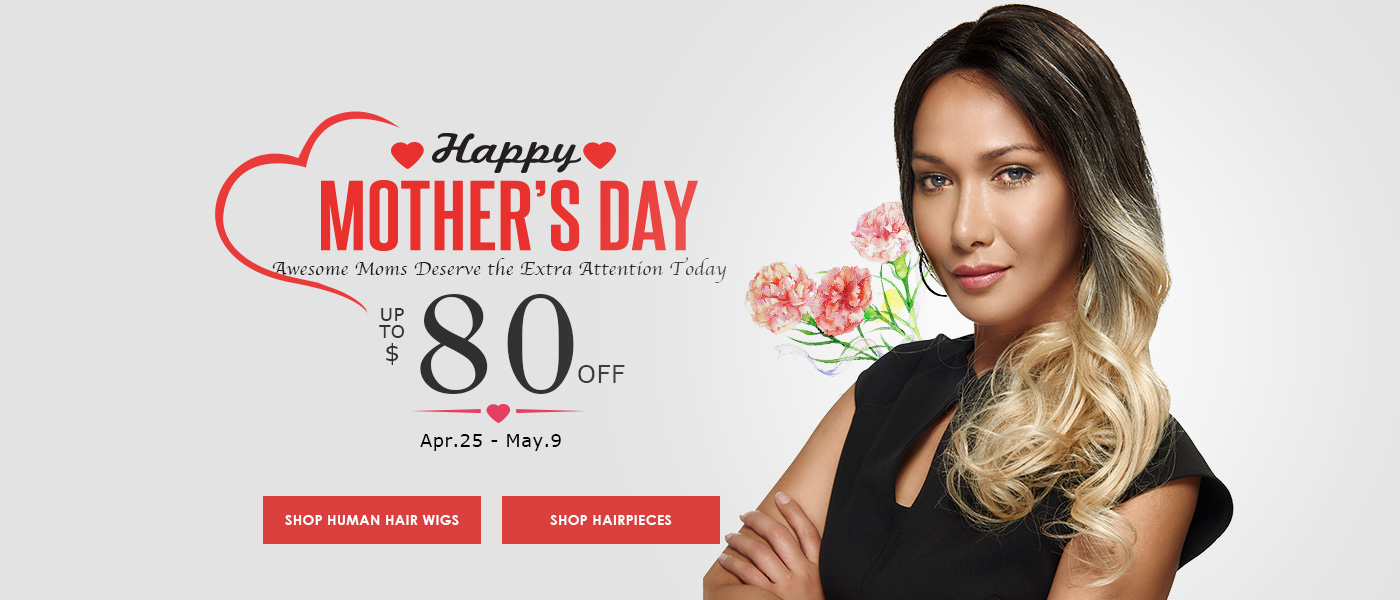 Happy
MOTHER'S DAY
Awesome Moms Deserve the Extra Attention Today
UP
TO
$ 80 OFF
Apr.25 - May.9
SHOP HUMAN HAIR WIGS
SHOP HAIRPIECES